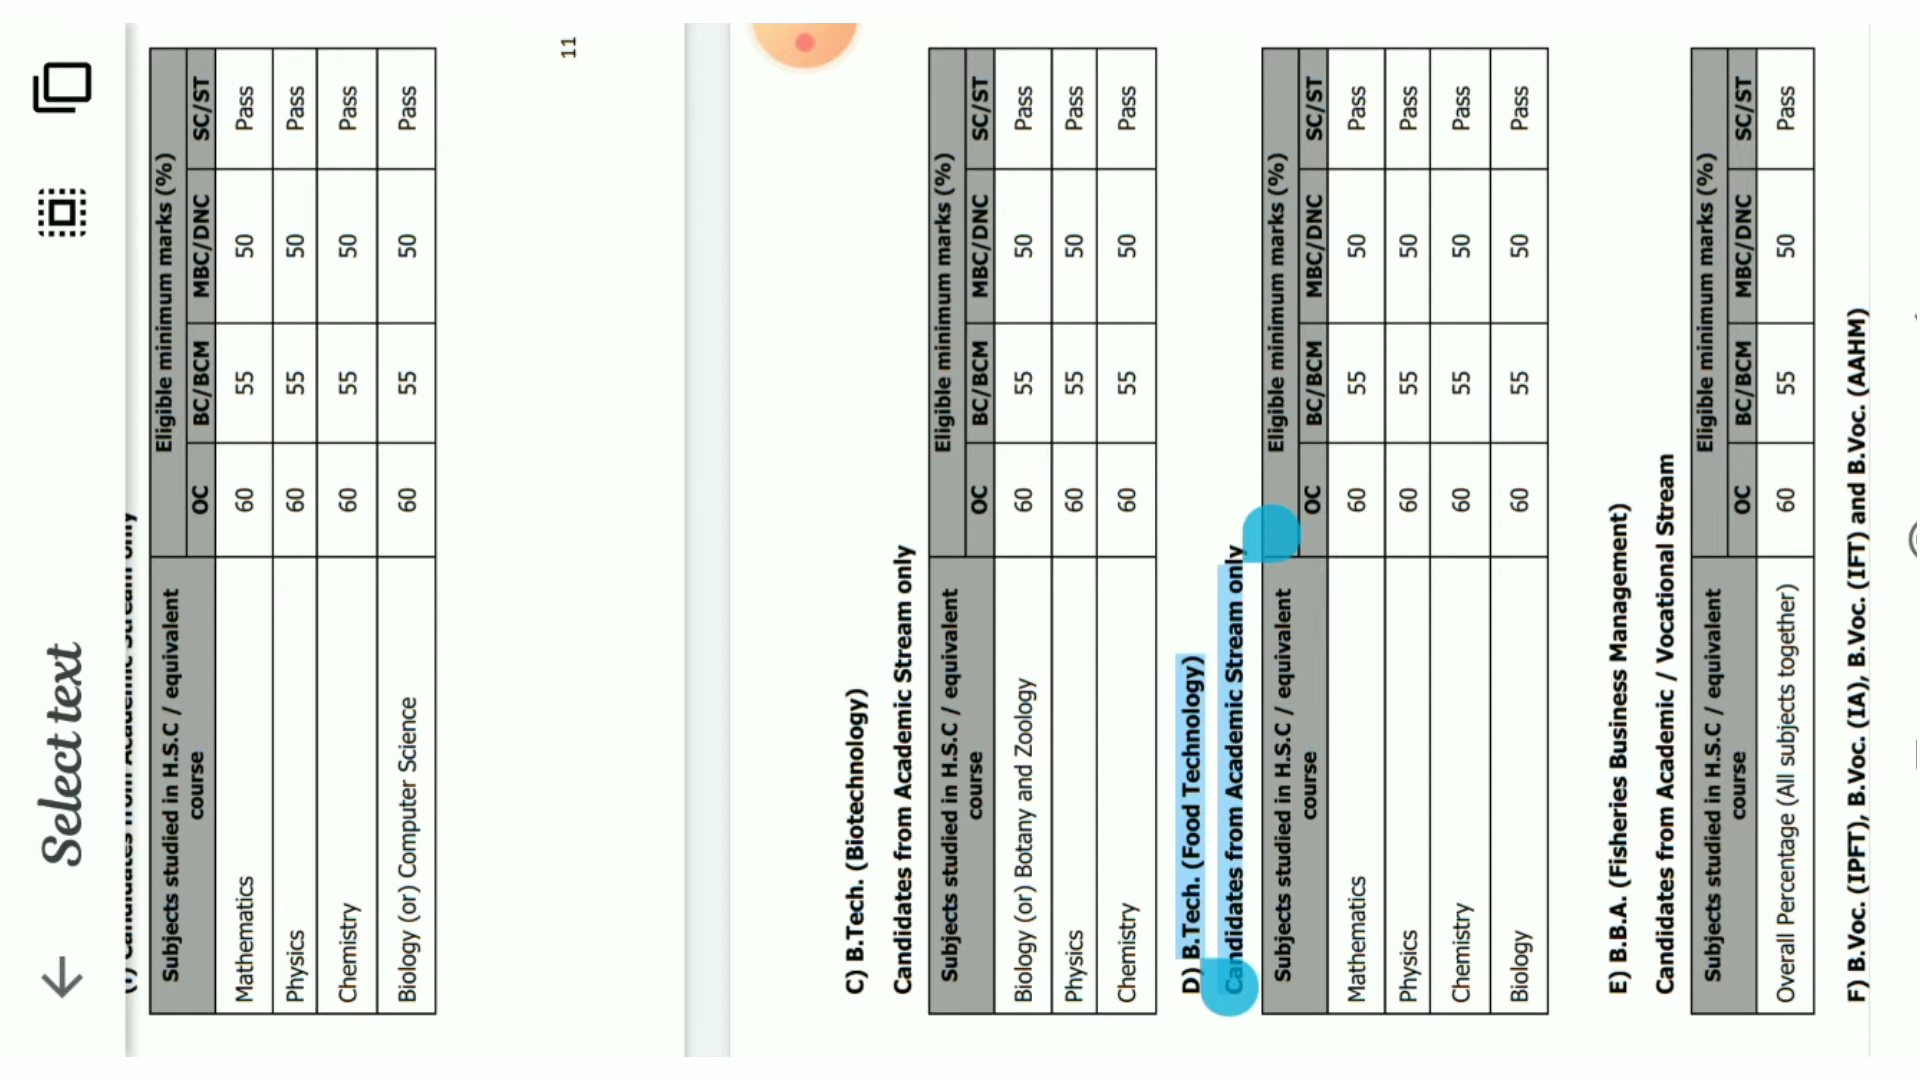 Select text
(i) Candidates from Academic Stream only
Subjects studied in H.S.C / equivalent course Eligible minimum marks (%)
OC BC/BCM MBC/DNC SC/ST
Mathematics 60 55 50 Pass
Physics 60 55 50 Pass
Chemistry 60 55 50 Pass
Biology (or) Computer Science 60 55 50 Pass
11
C) B.Tech. (Biotechnology)
Candidates from Academic Stream only
Subjects studied in H.S.C / equivalent course Eligible minimum marks (%)
OC BC/BCM MBC/DNC SC/ST
Biology (or) Botany and Zoology 60 55 50 Pass
Physics 60 55 50 Pass
Chemistry 60 55 50 Pass
D) B.Tech. (Food Technology)
Candidates from Academic Stream only
Subjects studied in H.S.C / equivalent course Eligible minimum marks (%)
OC BC/BCM MBC/DNC SC/ST
Mathematics 60 55 50 Pass
Physics 60 55 50 Pass
Chemistry 60 55 50 Pass
Biology 60 55 50 Pass
E) B.B.A. (Fisheries Business Management)
Candidates from Academic / Vocational Stream
Subjects studied in H.S.C / equivalent course Eligible minimum marks (%)
OC BC/BCM MBC/DNC SC/ST
Overall Percentage (All subjects together) 60 55 50 Pass
F) B.Voc. (IPFT), B.Voc. (IA), B.Voc. (IFT) and B.Voc. (AAHM)